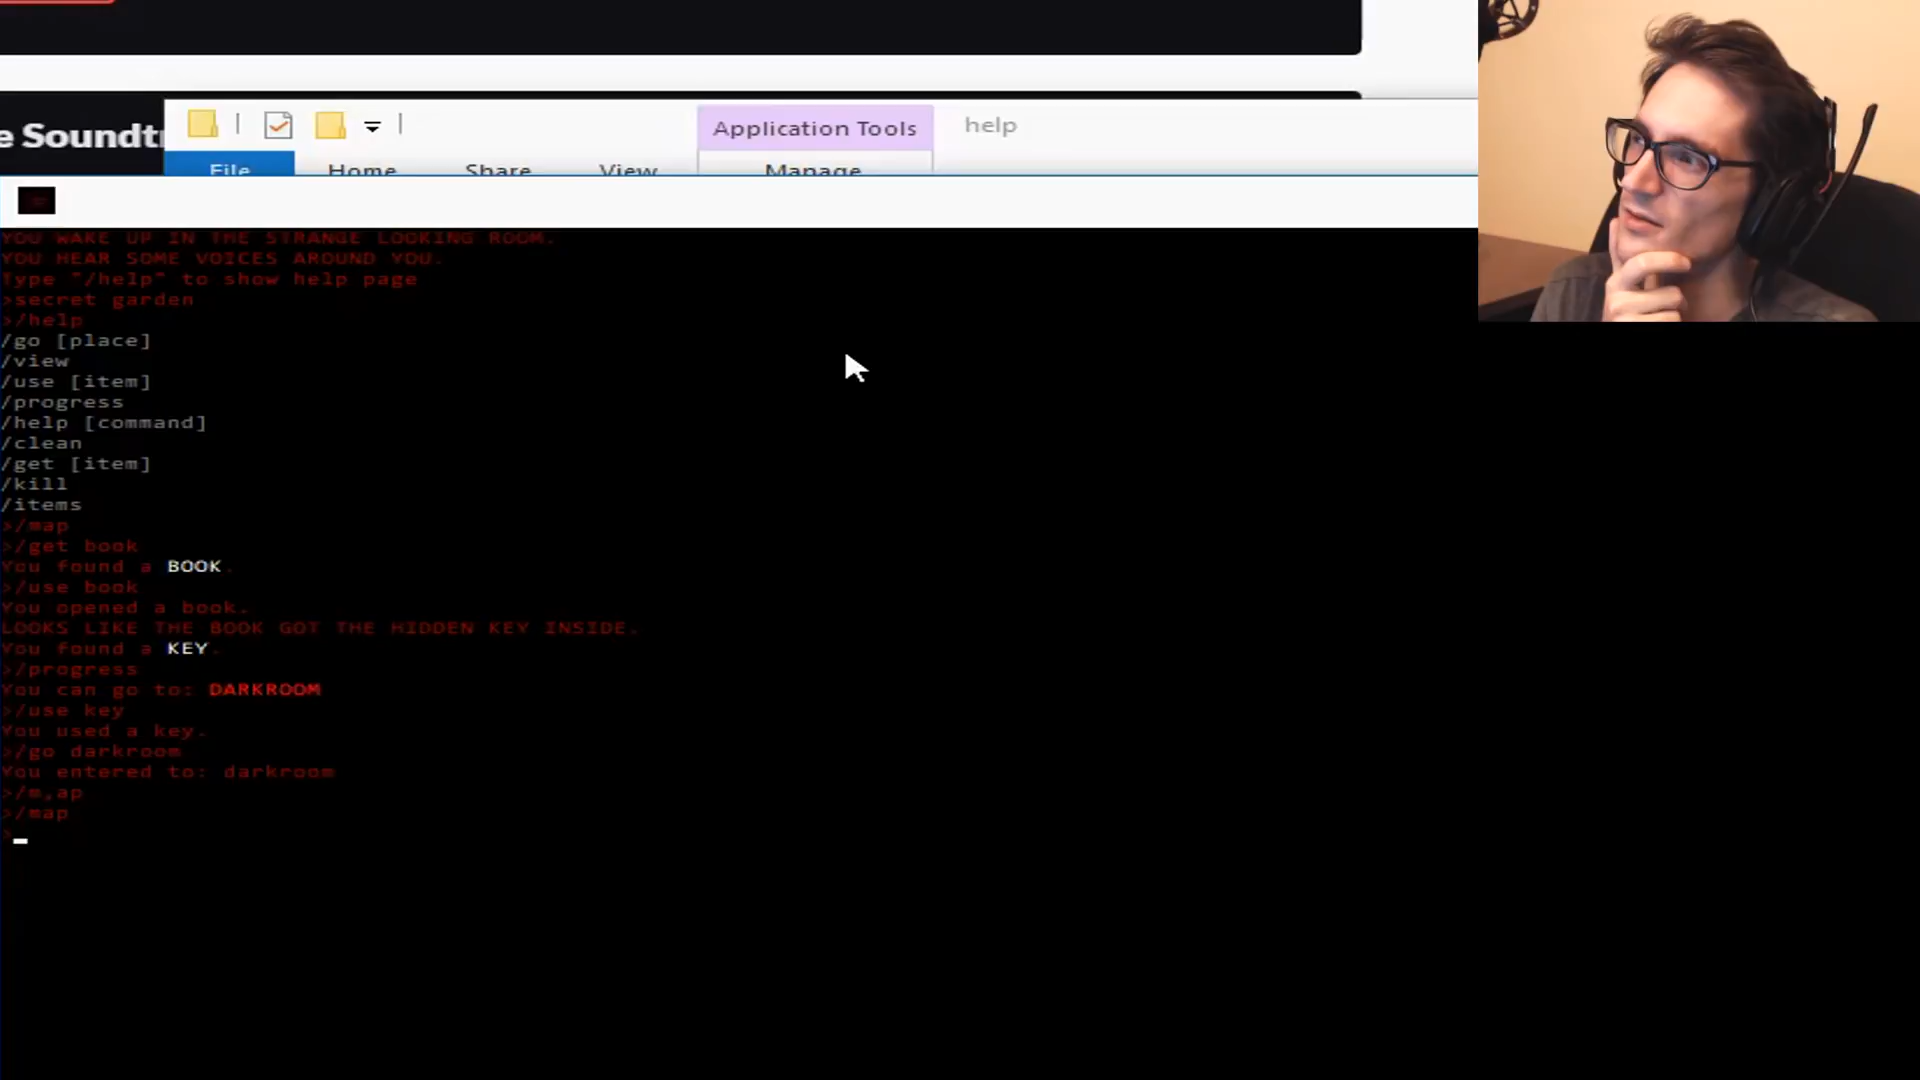 e Soundt
Application Tools
help
File
Home
Share
View
Manage
YOU WAKE UP IN THE STRANGE LOOKING ROOM.
YOU HEAR SOME VOICES AROUND YOU.
Type "/help" to show help page
>secret garden
>/help
/go [place]
/view
/use [item]
/progress
/help [command]
/clean
/get [item]
/kill
/items
>/map
>/get book
You found a BOOK.
>/use book
You opened a book.
LOOKS LIKE THE BOOK GOT THE HIDDEN KEY INSIDE.
You found a KEY.
>/progress
You can go to: DARKROOM
>/use key
You used a key.
>/go darkroom
You entered to: darkroom
>/m,ap
>/map
>